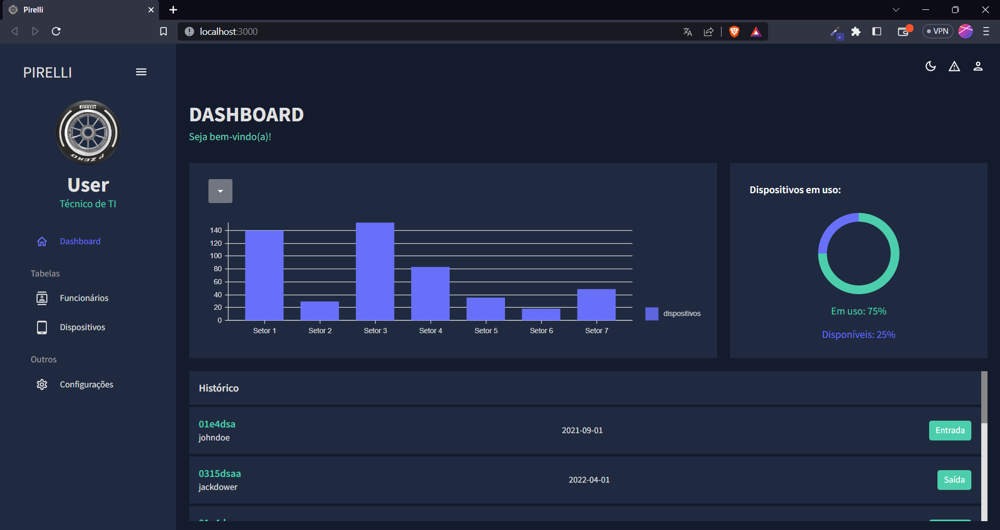 Pirelli
localhost:3000
VPN
PIRELLI
PIRELLI
P ZERO
User
Técnico de TI
Dashboard
Tabelas
Funcionários
Dispositivos
Outros
Configurações
DASHBOARD
Seja bem-vindo(a)!
140
120
100
80
60
40
20
0
Setor 1 Setor 2 Setor 3 Setor 4 Setor 5 Setor 6 Setor 7
dispositivos
Dispositivos em uso:
Em uso: 75%
Disponíveis: 25%
Histórico
01e4dsa
johndoe
2021-09-01
Entrada
0315dsaa
jackdower
2022-04-01
Saída